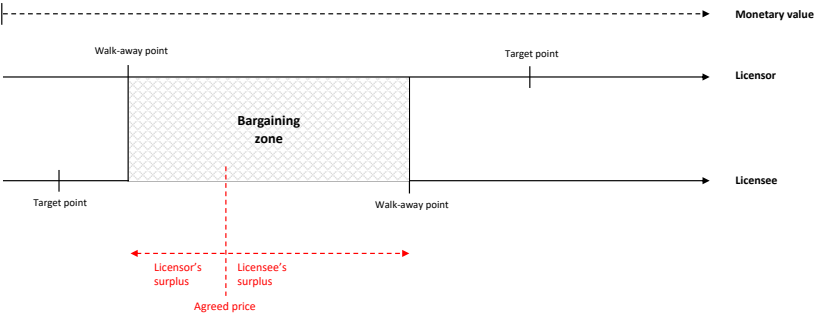 Monetary value
Walk-away point
Target point
Licensor
Bargaining
zone
Licensee
Target point
Walk-away point
Licensor's
surplus
Licensee's
surplus
Agreed price